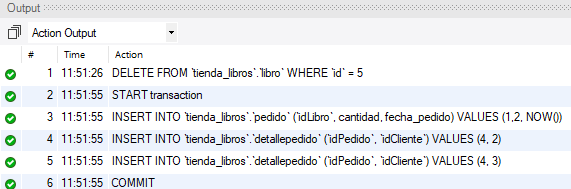 Output
Action Output
# Time Action
1 11:51:26 DELETE FROM `tienda_libros`.`libro` WHERE `id` = 5
2 11:51:55 START transaction
3 11:51:55 INSERT INTO `tienda_libros`.`pedido` (`idLibro`, cantidad, fecha_pedido) VALUES (1,2, NOW())
4 11:51:55 INSERT INTO `tienda_libros`.`detallepedido` (`idPedido`, `idCliente`) VALUES (4, 2)
5 11:51:55 INSERT INTO `tienda_libros`.`detallepedido` (`idPedido`, `idCliente`) VALUES (4, 3)
6 11:51:55 COMMIT